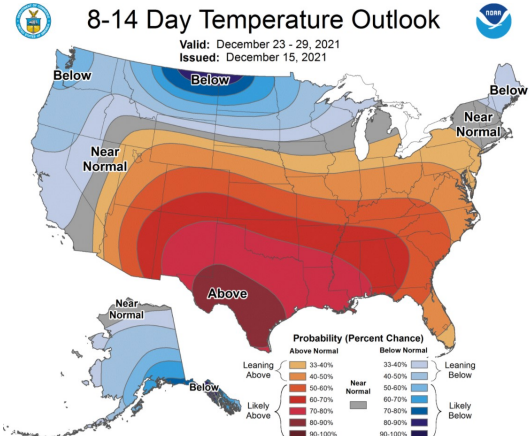 8-14 Day Temperature Outlook
NOAA
Valid: December 23 - 29, 2021
Issued: December 15, 2021
Below
Below
Below
Near
Normal
Near
Normal
Above
Near
Normal
Below
Probability (Percent Chance)
Above Normal
Below Normal
Leaning
Above
33-40%
40-50%
Likely
Above
50-60%
60-70%
70-80%
80-90%
90-100%
Near
Normal
33-40%
40-50%
Leaning
Below
50-60%
60-70%
70-80%
80-90%
90-100%
Likely
Below